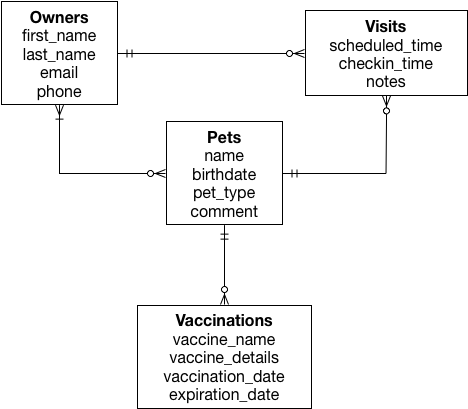 Owners
first_name
last_name
email
phone
Visits
scheduled_time
checkin_time
notes
Pets
name
birthdate
pet_type
comment
Vaccinations
vaccine_name
vaccine_details
vaccination_date
expiration_date